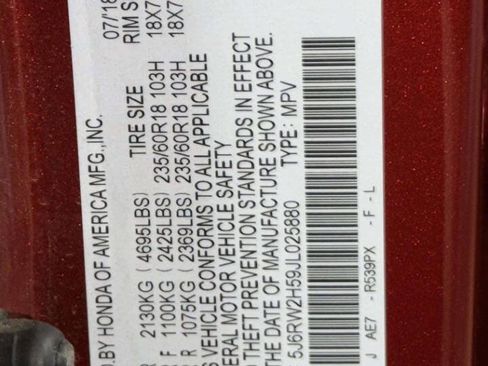 D.BY HONDA OF AMERICA MFG.,INC. 07/18
TIRE SIZE RIM S
R 2130KG ( 4695LBS)
F 1100KG ( 2425LBS) 235/60R18 103H 18X7
R 1075KG ( 2369LBS) 235/60R18 103H 18X7
S VEHICLE CONFORMS TO ALL APPLICABLE
ERAL MOTOR VEHICLE SAFETY
D THEFT PREVENTION STANDARDS IN EFFECT
THE DATE OF MANUFACTURE SHOWN ABOVE.
5J6RW2H59JL025880 TYPE: MPV
J AE7 - R539PX - F - L